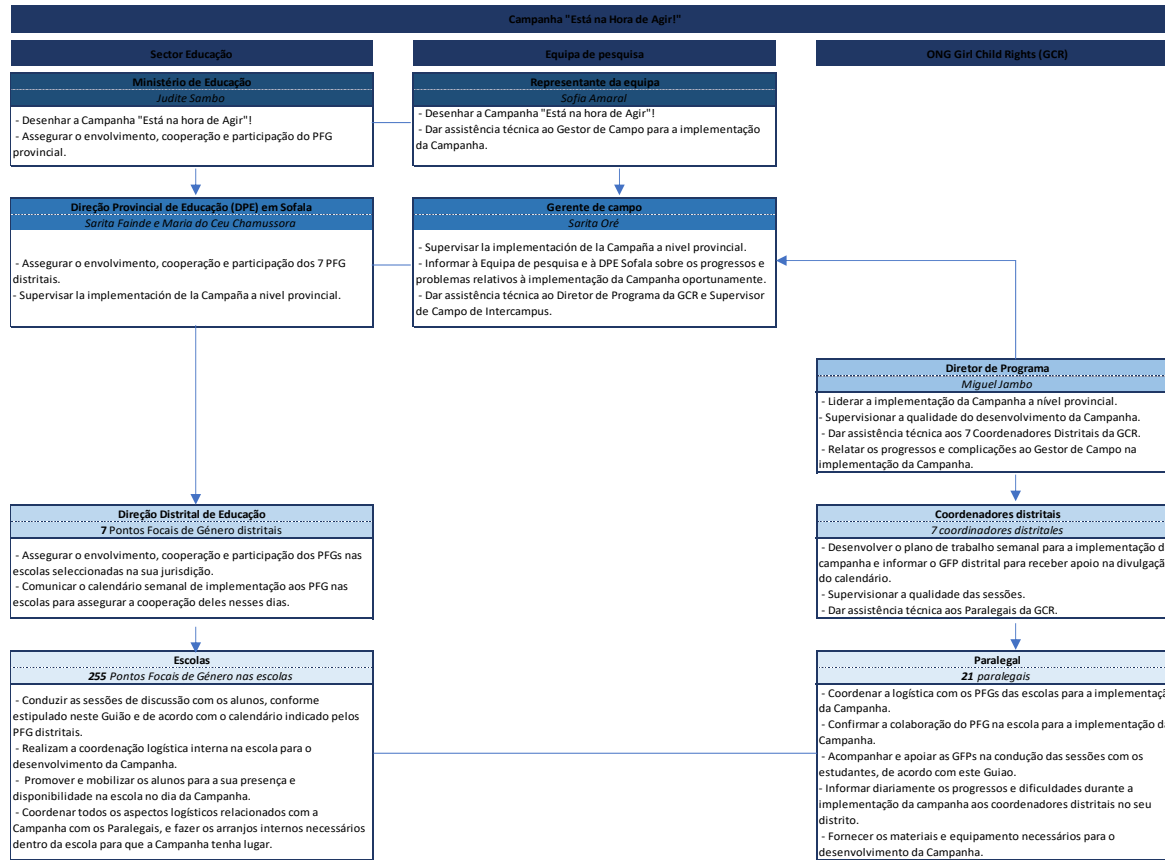 Campanha "Está na Hora de Agir!"
Sector Educação
Equipa de pesquisa
ONG Girl Child Rights (GCR)
Ministério de Educação
Judite Sambo
- Desenhar a Campanha "Está na hora de Agir"!
- Assegurar o envolvimento, cooperação e participação do PFG
provincial.
Representante da equipa
Sofia Amaral
- Desenhar a Campanha "Está na hora de Agir"!
- Dar assistência técnica ao Gestor de Campo para a implementação
da Campanha.
Direção Provincial de Educação (DPE) em Sofala
Sarita Fainde e Maria do Ceu Chamussora
- Assegurar o envolvimento, cooperação e participação dos 7 PFG
distritais.
- Supervisar la implementación de la Campaña a nivel provincial.
Gerente de campo
Sarita Oré
- Supervisar la implementación de la Campaña a nivel provincial.
- Informar à Equipa de pesquisa e à DPE Sofala sobre os progressos e
problemas relativos à implementação da Campanha oportunamente.
- Dar assistência técnica ao Diretor de Programa da GCR e Supervisor
de Campo de Intercampus.
Diretor de Programa
Miguel Jambo
- Liderar a implementação da Campanha a nível provincial.
- Supervisionar a qualidade do desenvolvimento da Campanha.
- Dar assistência técnica aos 7 Coordenadores Distritais da GCR.
- Relatar os progressos e complicações ao Gestor de Campo na
implementação da Campanha.
Direção Distrital de Educação
7 Pontos Focais de Género distritais
- Assegurar o envolvimento, cooperação e participação dos PFGs nas
escolas seleccionadas na sua jurisdição.
- Comunicar o calendário semanal de implementação aos PFG nas
escolas para assegurar a cooperação deles nesses dias.
Coordenadores distritais
7 coordinadores distritales
- Desenvolver o plano de trabalho semanal para a implementação d
campanha e informar o GFP distrital para receber apoio na divulgaçã
do calendário.
- Supervisionar a qualidade das sessões.
- Dar assistência técnica aos Paralegais da GCR.
Escolas
255 Pontos Focais de Género nas escolas
- Conduzir as sessões de discussão com os alunos, conforme
estipulado neste Guião e de acordo com o calendário indicado pelos
PFG distritais.
- Realizam a coordenação logística interna na escola para o
desenvolvimento da Campanha.
- Promover e mobilizar os alunos para a sua presença e
disponibilidade na escola no dia da Campanha.
- Coordenar todos os aspectos logísticos relacionados com a
Campanha com os Paralegais, e fazer os arranjos internos necessários
dentro da escola para que a Campanha tenha lugar.
Paralegal
21 paralegais
- Coordenar a logística com os PFGs das escolas para a implementaçã
da Campanha.
- Confirmar a colaboração do PFG na escola para a implementação da
Campanha.
- Acompanhar e apoiar as GFPs na condução das sessões com os
estudantes, de acordo com este Guiao.
- Informar diariamente os progressos e dificuldades durante a
implementação da campanha aos coordenadores distritais no seu
distrito.
- Fornecer os materiais e equipamento necessários para o
desenvolvimento da Campanha.